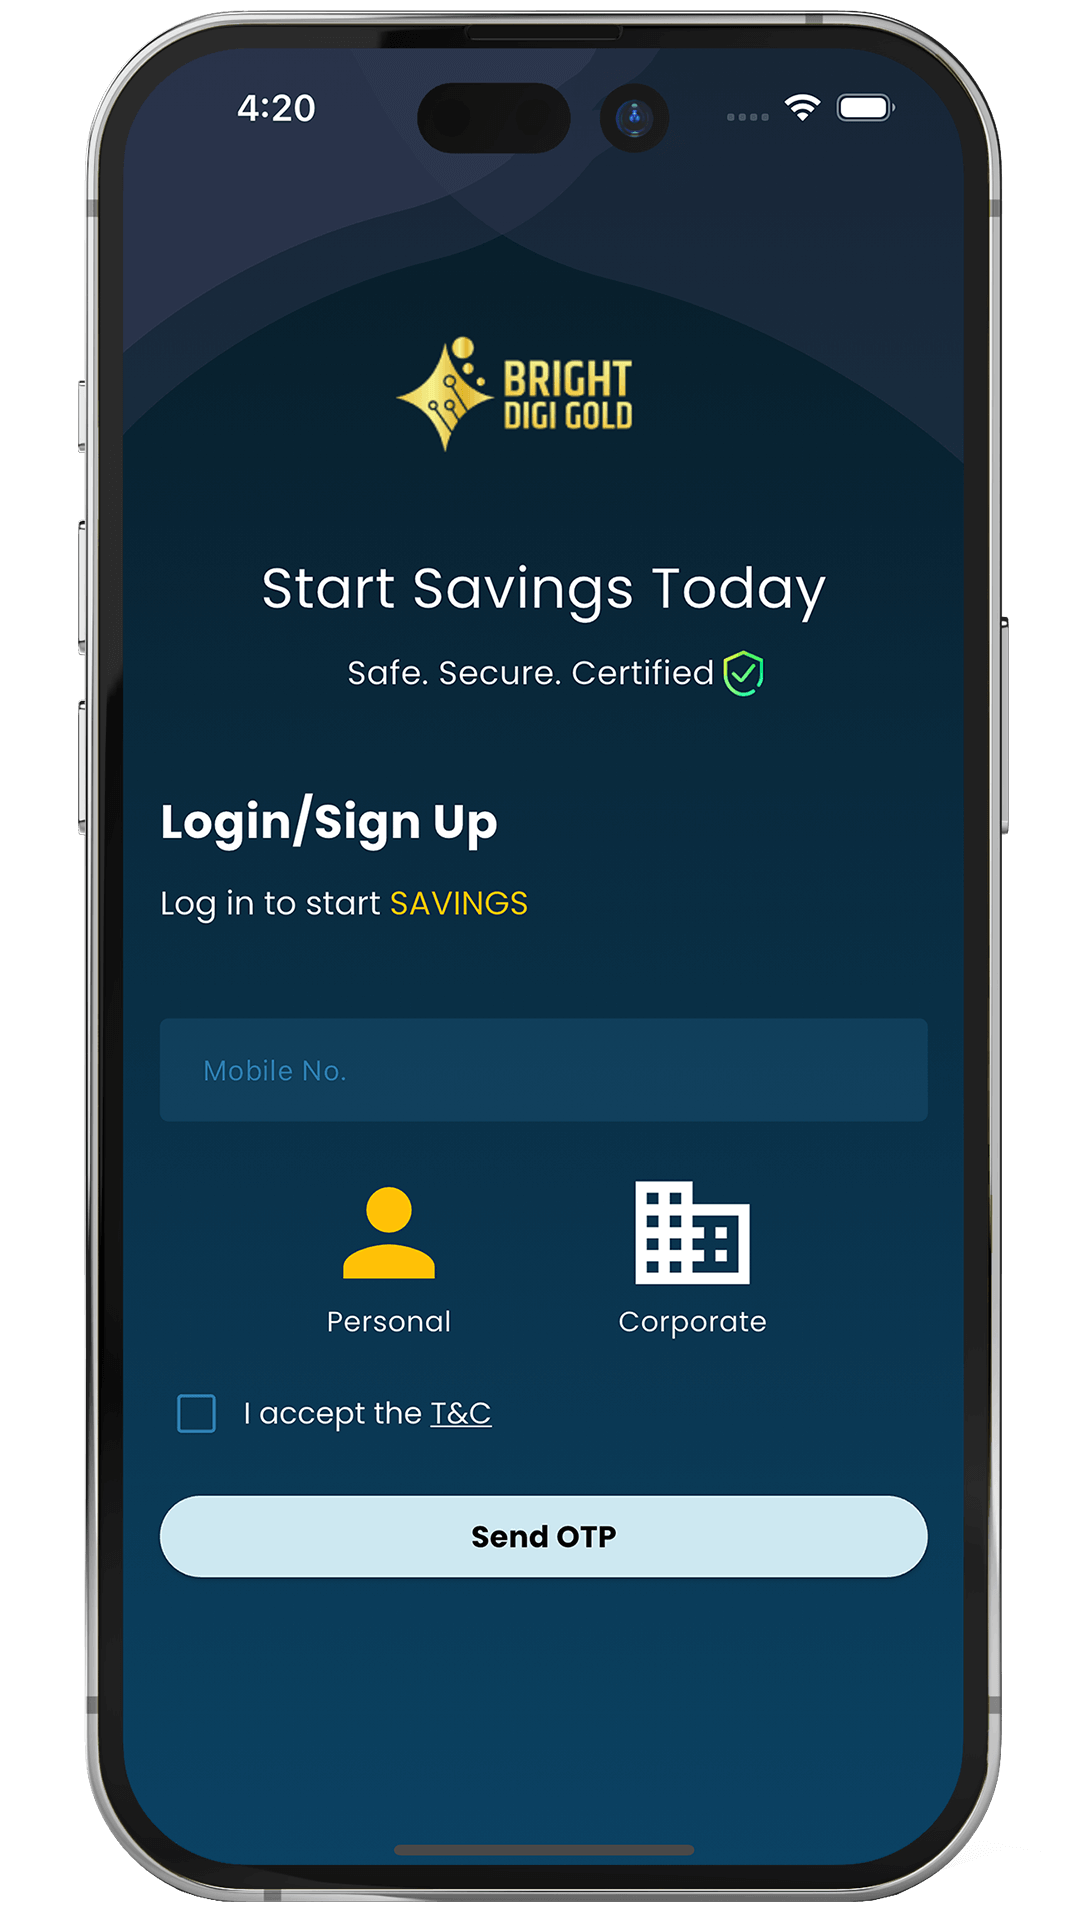 4:20
BRIGHT
DIGI GOLD
Start Savings Today
Safe. Secure. Certified
Login/Sign Up
Log in to start SAVINGS
Mobile No.
Personal
Corporate
I accept the T&C
Send OTP